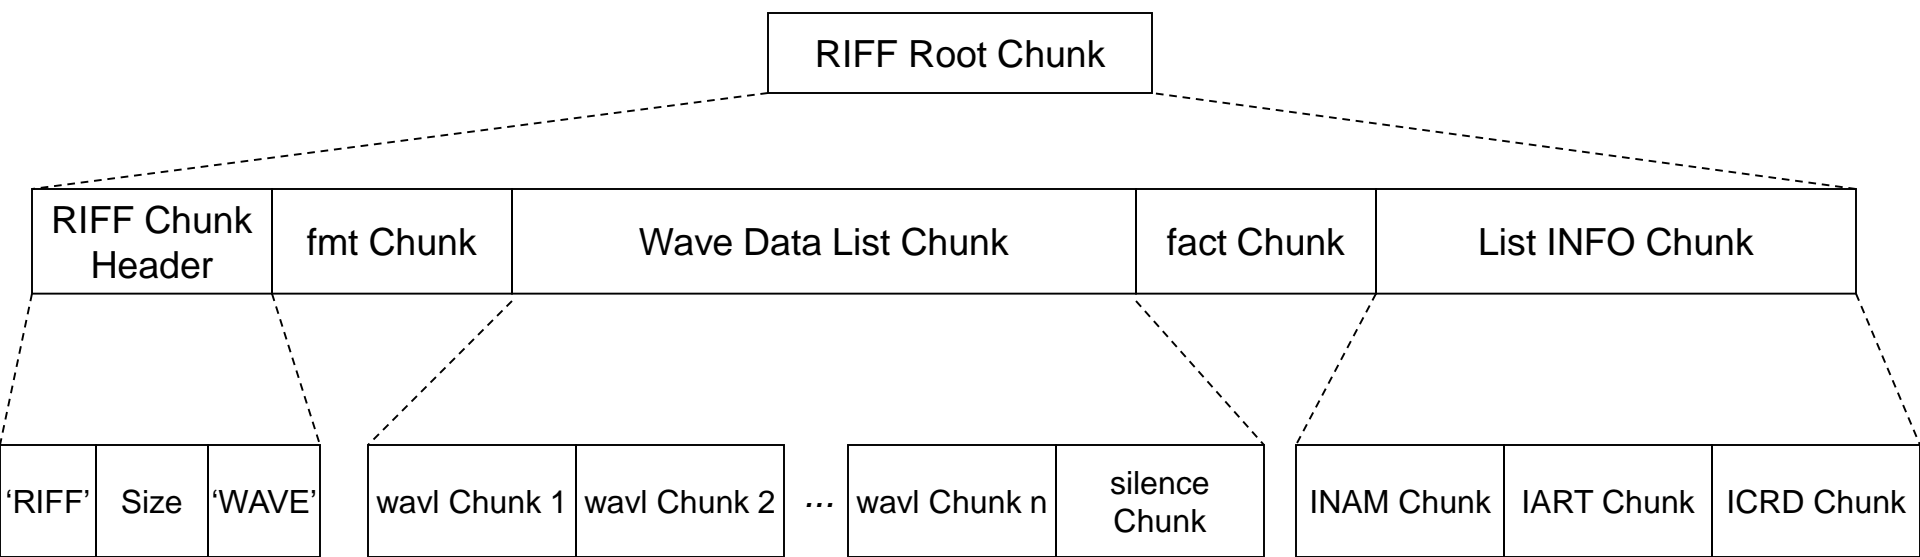 RIFF Root Chunk
RIFF Chunk
Header
fmt Chunk
Wave Data List Chunk
fact Chunk
List INFO Chunk
‘RIFF’
Size
‘WAVE’
wavl Chunk 1
wavl Chunk 2
...
wavl Chunk n
silence
Chunk
INAM Chunk
IART Chunk
ICRD Chunk